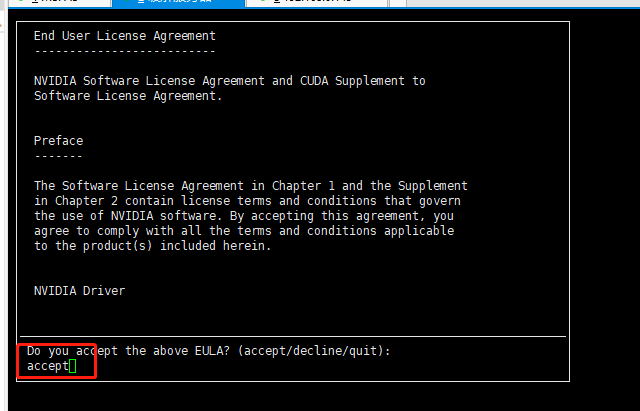 End User License Agreement
--------------------------
NVIDIA Software License Agreement and CUDA Supplement to
Software License Agreement.
Preface
-------
The Software License Agreement in Chapter 1 and the Supplement
in Chapter 2 contain license terms and conditions that govern
the use of NVIDIA software. By accepting this agreement, you
agree to comply with all the terms and conditions applicable
to the product(s) included herein.
NVIDIA Driver
Do you accept the above EULA? (accept/decline/quit):
accept